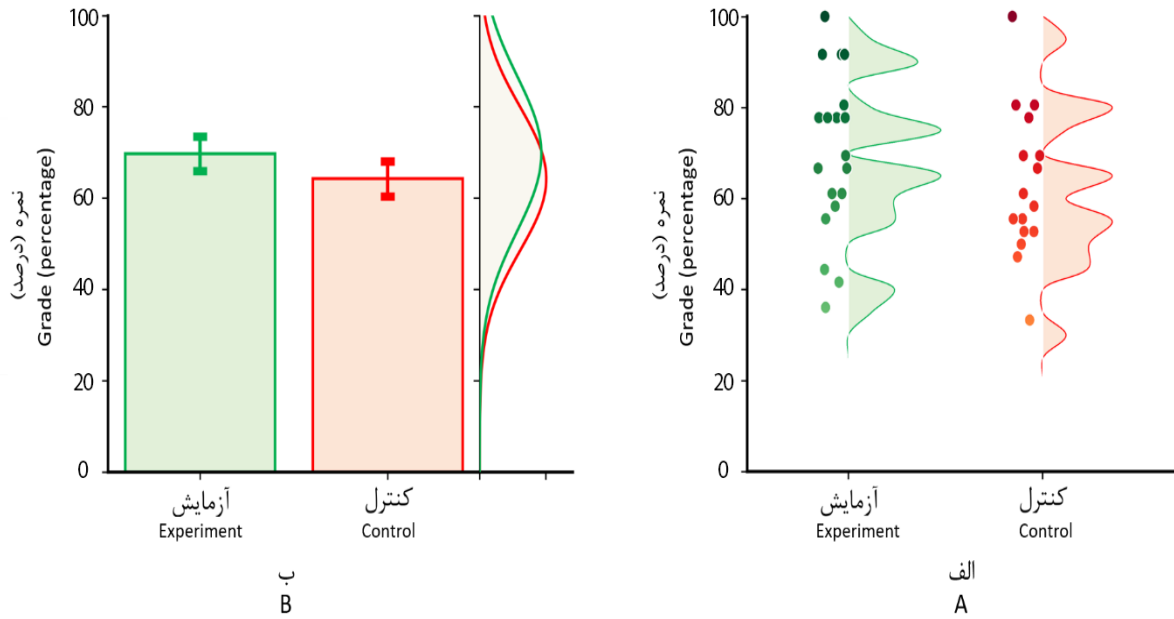 100
80
60
40
20
0
نمره (درصد)
Grade (percentage)
آزمایش
Experiment
کنترل
Control
ب
B
100
80
60
40
20
0
نمره (درصد)
Grade (percentage)
آزمایش
Experiment
کنترل
Control
الف
A